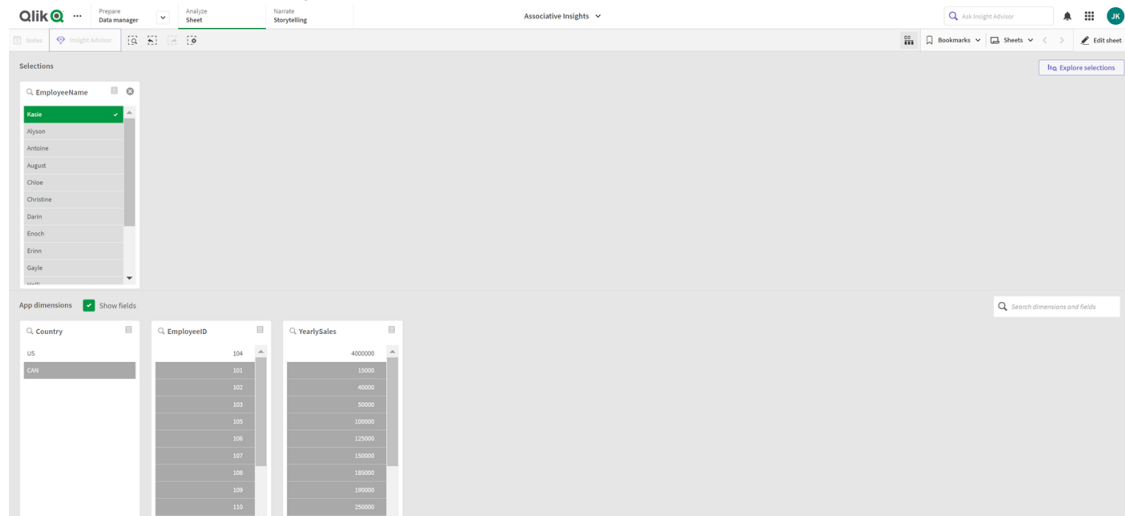 Qlik
Prepare
Data manager
Analyze
Sheet
Narrate
Storytelling
Associative Insights
Ask Insight Advisor
JK
Notes
Insight Advisor
Bookmarks
Sheets
Edit sheet
Selections
Explore selections
EmployeeName
Kasie
Alyson
Antoine
August
Chloe
Christine
Darin
Enoch
Erinn
Gayle
App dimensions
Show fields
Search dimensions and fields
Country
US
CAN
EmployeeID
104
101
102
103
105
106
107
108
109
110
YearlySales
4000000
15000
40000
50000
100000
125000
150000
185000
190000
250000